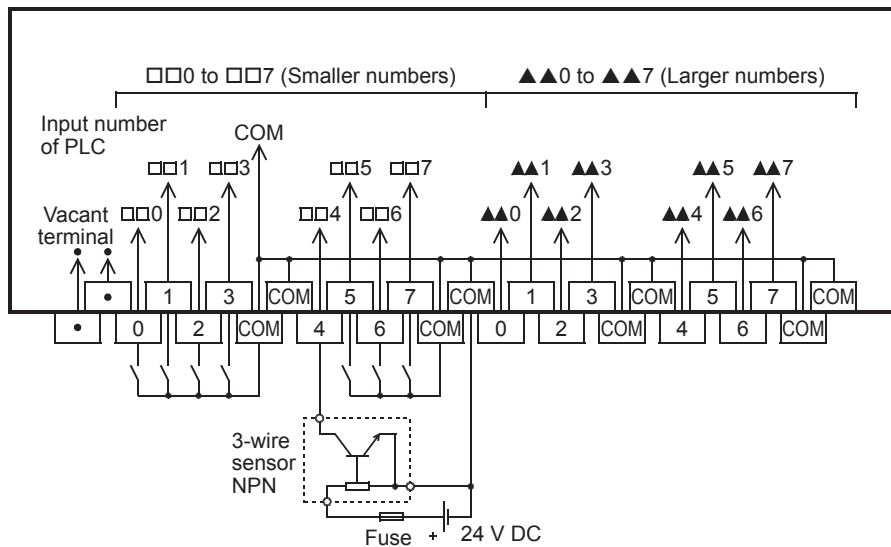 □□0 to □□7 (Smaller numbers) ▲▲0 to ▲▲7 (Larger numbers)
Input number
of PLC
COM
□□1 □□3 □□5 □□7 ▲▲1 ▲▲3 ▲▲5 ▲▲7
Vacant
terminal
□□0 □□2 □□4 □□6 ▲▲0 ▲▲2 ▲▲4 ▲▲6
• 1 3 COM 5 7 COM 1 3 COM 5 7 COM
• 0 2 COM 4 6 COM 0 2 COM 4 6 COM
3-wire
sensor
NPN
Fuse + 24 V DC